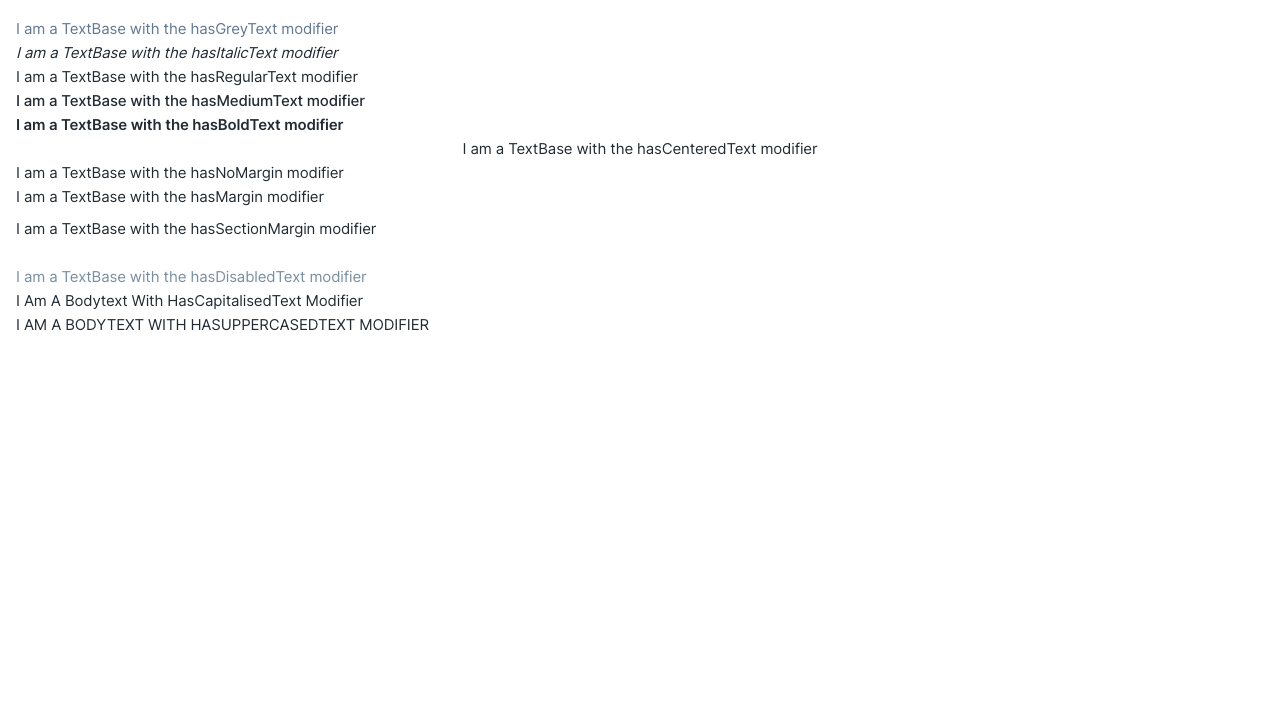 I am a TextBase with the hasGreyText modifier
I am a TextBase with the hasItalicText modifier
I am a TextBase with the hasRegularText modifier
I am a TextBase with the hasMediumText modifier
I am a TextBase with the hasBoldText modifier
I am a TextBase with the hasCenteredText modifier
I am a TextBase with the hasNoMargin modifier
I am a TextBase with the hasMargin modifier
I am a TextBase with the hasSectionMargin modifier
I am a TextBase with the hasDisabledText modifier
I Am A Bodytext With HasCapitalisedText Modifier
I AM A BODYTEXT WITH HASUPPERCASEDTEXT MODIFIER